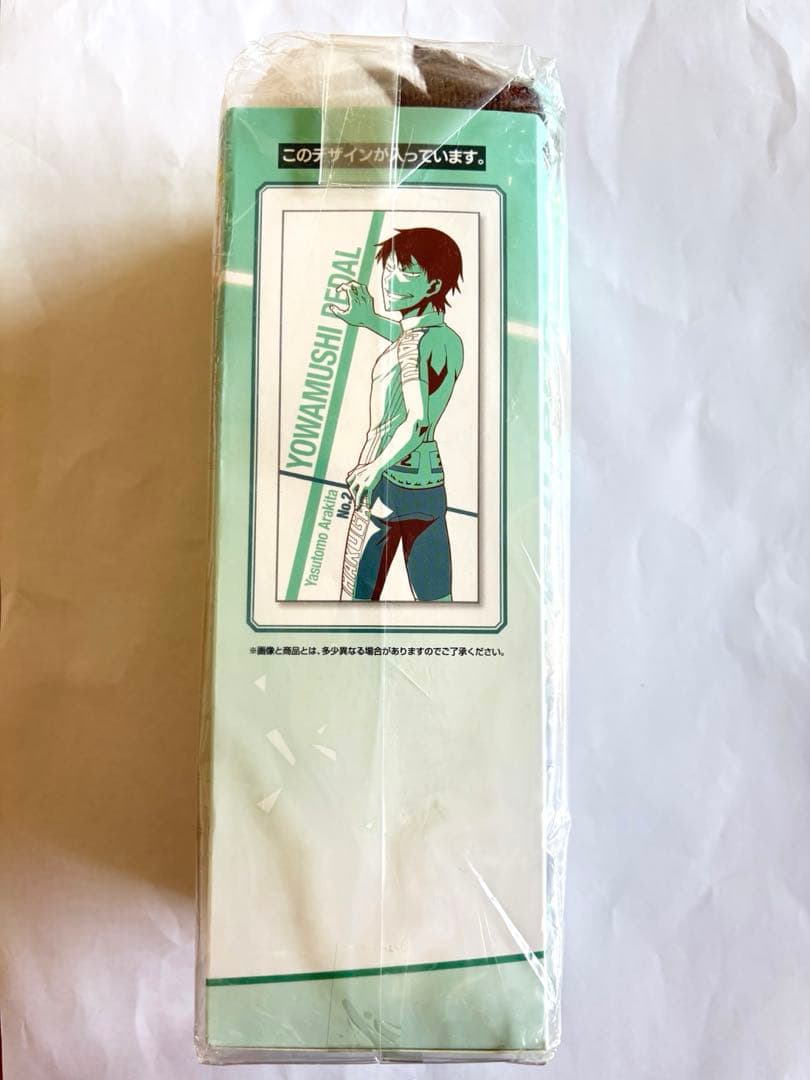 このデザインが入っています。
YOWAMUSHI PEDAL
Yasutomo Arakita
No.2
HAKOGA
2
※画像と商品とは、多少異なる場合がありますのでご了承ください。